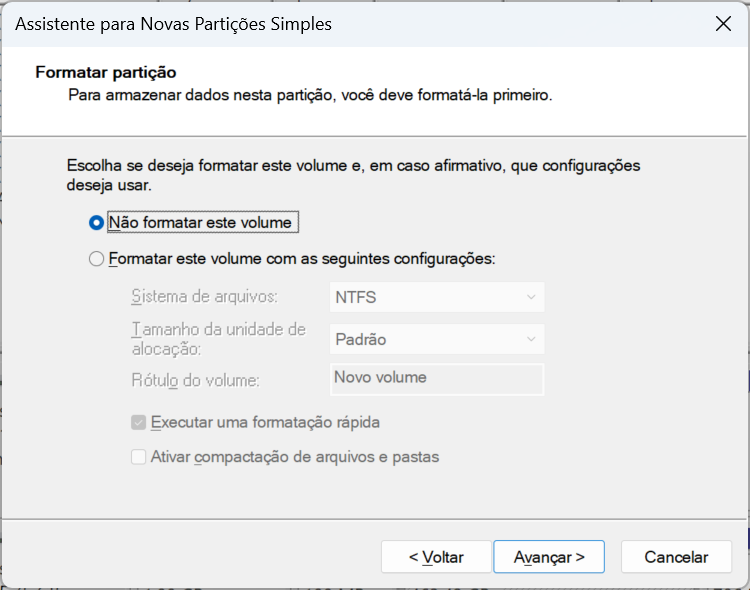 Assistente para Novas Partições Simples
Formatar partição
Para armazenar dados nesta partição, você deve formatá-la primeiro.
Escolha se deseja formatar este volume e, em caso afirmativo, que configurações
deseja usar.
Não formatar este volume
Formatar este volume com as seguintes configurações:
Sistema de arquivos:
NTFS
Tamanho da unidade de
alocação:
Padrão
Rótulo do volume:
Novo volume
Executar uma formatação rápida
Ativar compactação de arquivos e pastas
< Voltar
Avançar >
Cancelar